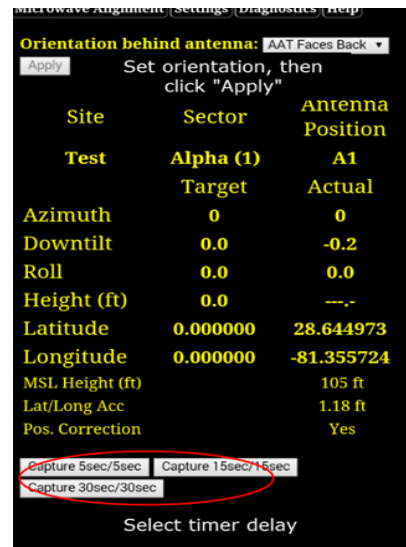 Microwave Alignment Settings Diagnostics Help
Orientation behind antenna: AAT Faces Back
Apply Set orientation, then
click "Apply"
Site Sector Antenna
Position
Test Alpha (1) A1
Target Actual
Azimuth 0 0
Downtilt 0.0 -0.2
Roll 0.0 0.0
Height (ft) 0.0 ---.-
Latitude 0.000000 28.644973
Longitude 0.000000 -81.355724
MSL Height (ft) 105 ft
Lat/Long Acc 1.18 ft
Pos. Correction Yes
Capture 5sec/5sec Capture 15sec/15sec
Capture 30sec/30sec
Select timer delay